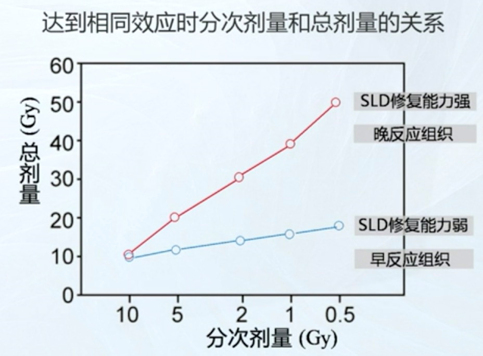 达到相同效应时分次剂量和总剂量的关系
总剂量 (Gy)
60
50
40
30
20
10
0
SLD修复能力强
晚反应组织
SLD修复能力弱
早反应组织
10 5 2 1 0.5
分次剂量 (Gy)